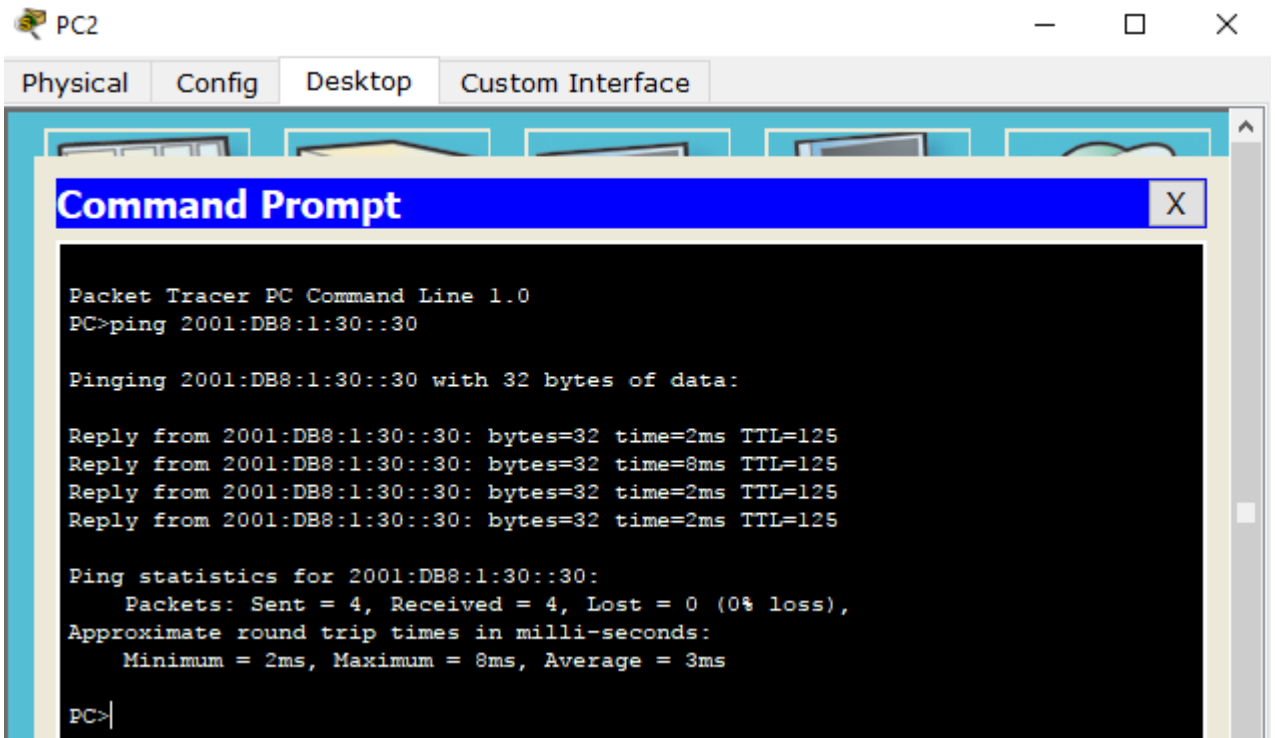 PC2
Physical Config Desktop Custom Interface
Command Prompt X
Packet Tracer PC Command Line 1.0
PC>ping 2001:DB8:1:30::30
Pinging 2001:DB8:1:30::30 with 32 bytes of data:
Reply from 2001:DB8:1:30::30: bytes=32 time=2ms TTL=125
Reply from 2001:DB8:1:30::30: bytes=32 time=8ms TTL=125
Reply from 2001:DB8:1:30::30: bytes=32 time=2ms TTL=125
Reply from 2001:DB8:1:30::30: bytes=32 time=2ms TTL=125
Ping statistics for 2001:DB8:1:30::30:
Packets: Sent = 4, Received = 4, Lost = 0 (0% loss),
Approximate round trip times in milli-seconds:
Minimum = 2ms, Maximum = 8ms, Average = 3ms
PC>